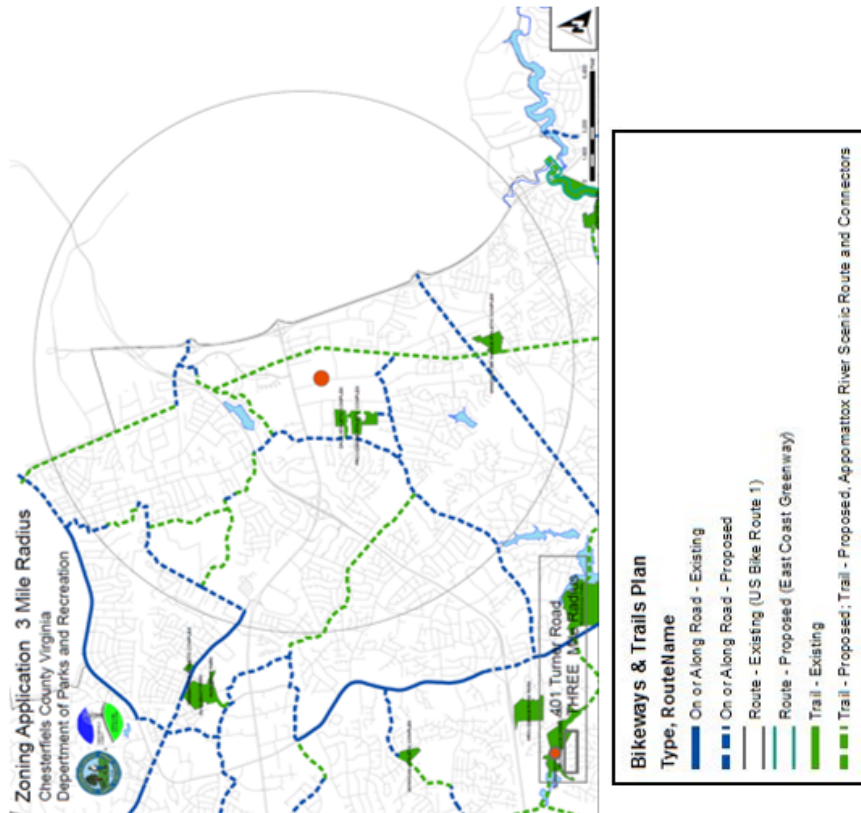 Zoning Application 3 Mile Radius
Chesterfiels County Virginia
Department of Parks and Recreation
401 Turner Road
THREE Mile Radius
Bikeways & Trails Plan
Type, RouteName
On or Along Road - Existing
On or Along Road - Proposed
Route - Existing (US Bike Route 1)
Route - Proposed (East Coast Greenway)
Trail - Existing
Trail - Proposed; Trail - Proposed, Appomattox River Scenic Route and Connectors